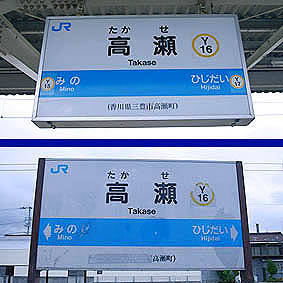 JR
たかせ
高瀬
Takase
Y
16
Y
15
みの
Mino
ひじだい
Hijidai
Y
17
(香川県三豊市高瀬町)
JR
たかせ
高瀬
Takase
Y
16
みの
Mino
ひじだい
Hijidai
高瀬町)